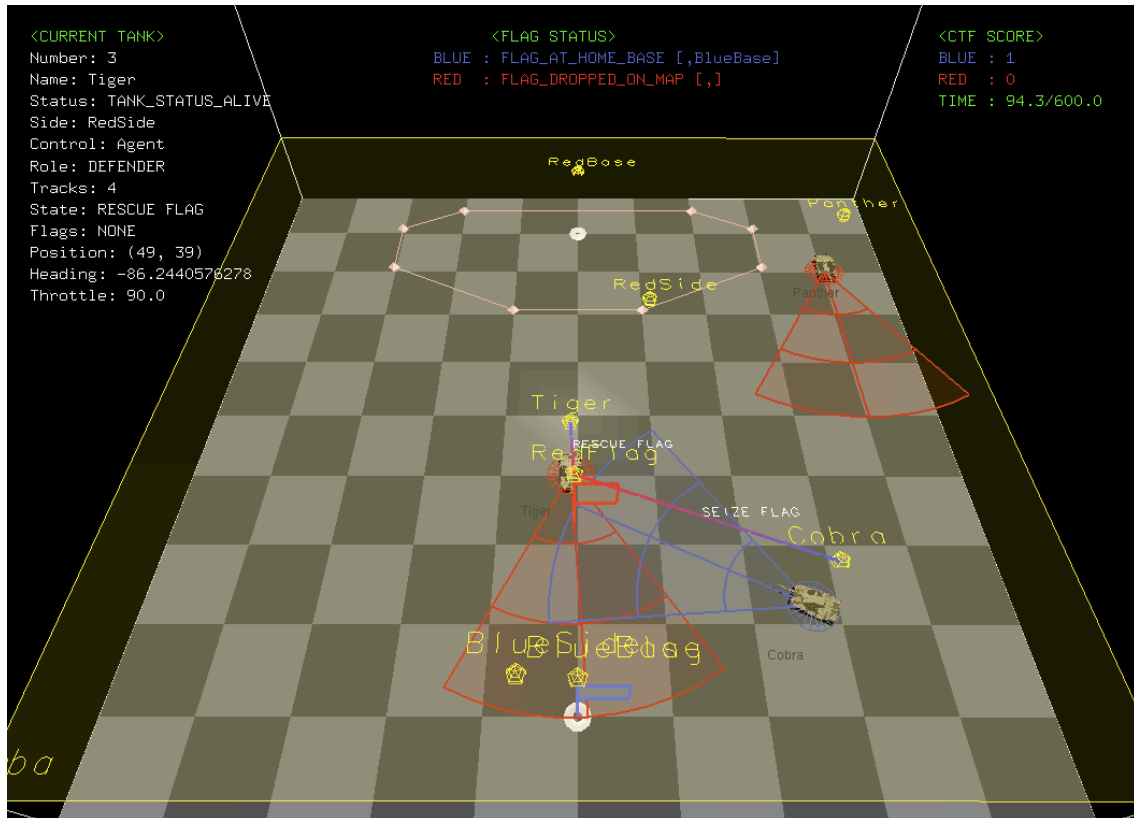 <CURRENT TANK>
Number: 3
Name: Tiger
Status: TANK_STATUS_ALIVE
Side: RedSide
Control: Agent
Role: DEFENDER
Tracks: 4
State: RESCUE FLAG
Flags: NONE
Position: (49, 39)
Heading: -86.2440576278
Throttle: 90.0
<FLAG STATUS>
BLUE : FLAG_AT_HOME_BASE [,BlueBase]
RED : FLAG_DROPPED_ON_MAP [,]
<CTF SCORE>
BLUE : 1
RED : 0
TIME : 94.3/600.0
RedBase
Panther
RedSide
Panther
Tiger
RESCUE FLAG
RedFlag
Tiger
SEIZE FLAG
Cobra
BlueSide
Cobra
ba